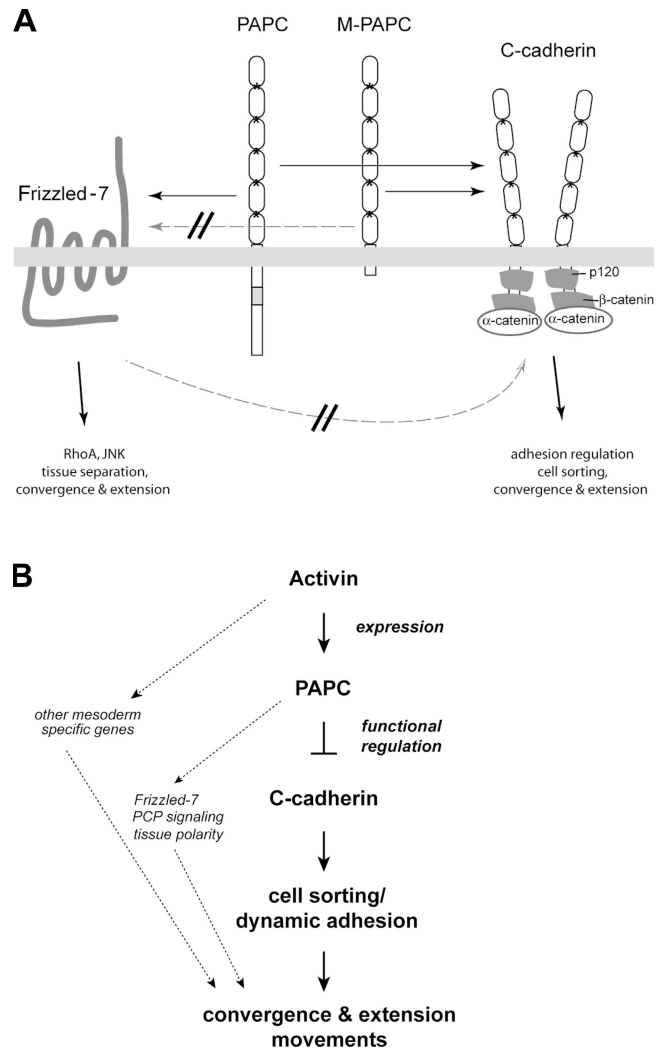 A
PAPC
M-PAPC
C-cadherin
Frizzled-7
p120
β-catenin
α-catenin
α-catenin
RhoA, JNK
tissue separation,
convergence & extension
adhesion regulation
cell sorting,
convergence & extension
B
Activin
expression
PAPC
other mesoderm
specific genes
functional
regulation
Frizzled-7
PCP signaling
tissue polarity
C-cadherin
cell sorting/
dynamic adhesion
convergence & extension
movements